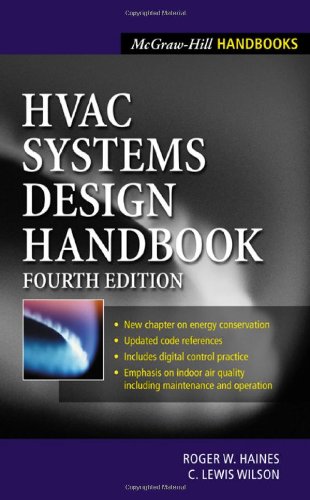 McGraw-Hill HANDBOOKS
HVAC
SYSTEMS
DESIGN
HANDBOOK
FOURTH EDITION
• New chapter on energy conservation
• Updated code references
• Includes digital control practice
• Emphasis on indoor air quality
including maintenance and operation
ROGER W. HAINES
C. LEWIS WILSON